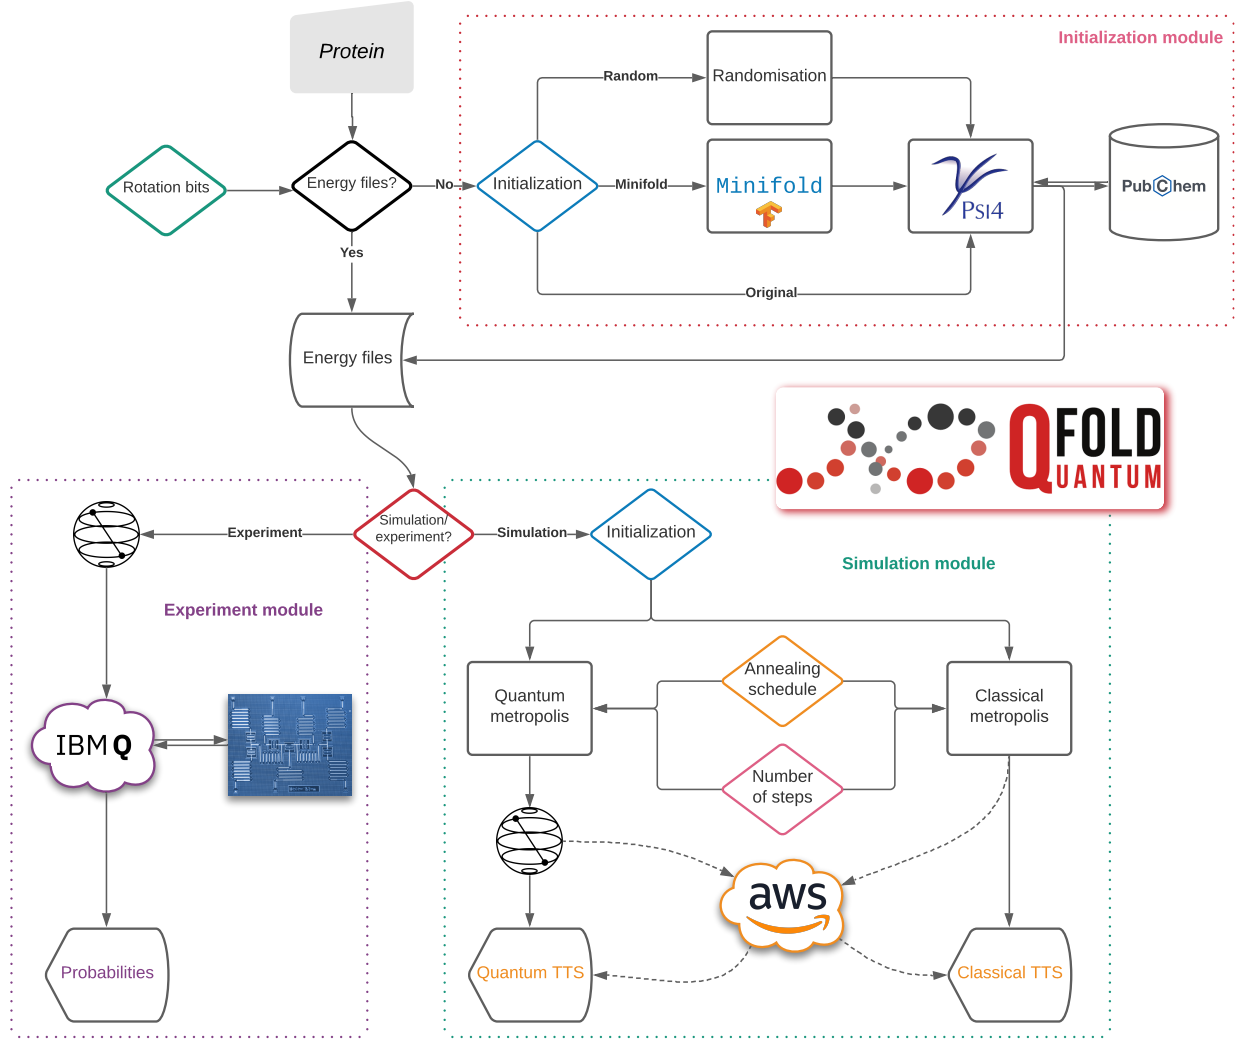 Protein
Initialization module
Random
Randomisation
Rotation bits
Energy files?
No
Initialization
Minifold
Minifold
PSI4
PubChem
Yes
Original
Energy files
QFOLD
QUANTUM
Experiment
Simulation/
experiment?
Simulation
Initialization
Simulation module
Experiment module
Quantum
metropolis
Annealing
schedule
Classical
metropolis
IBM Q
Number
of steps
aws
Probabilities
Quantum TTS
Classical TTS